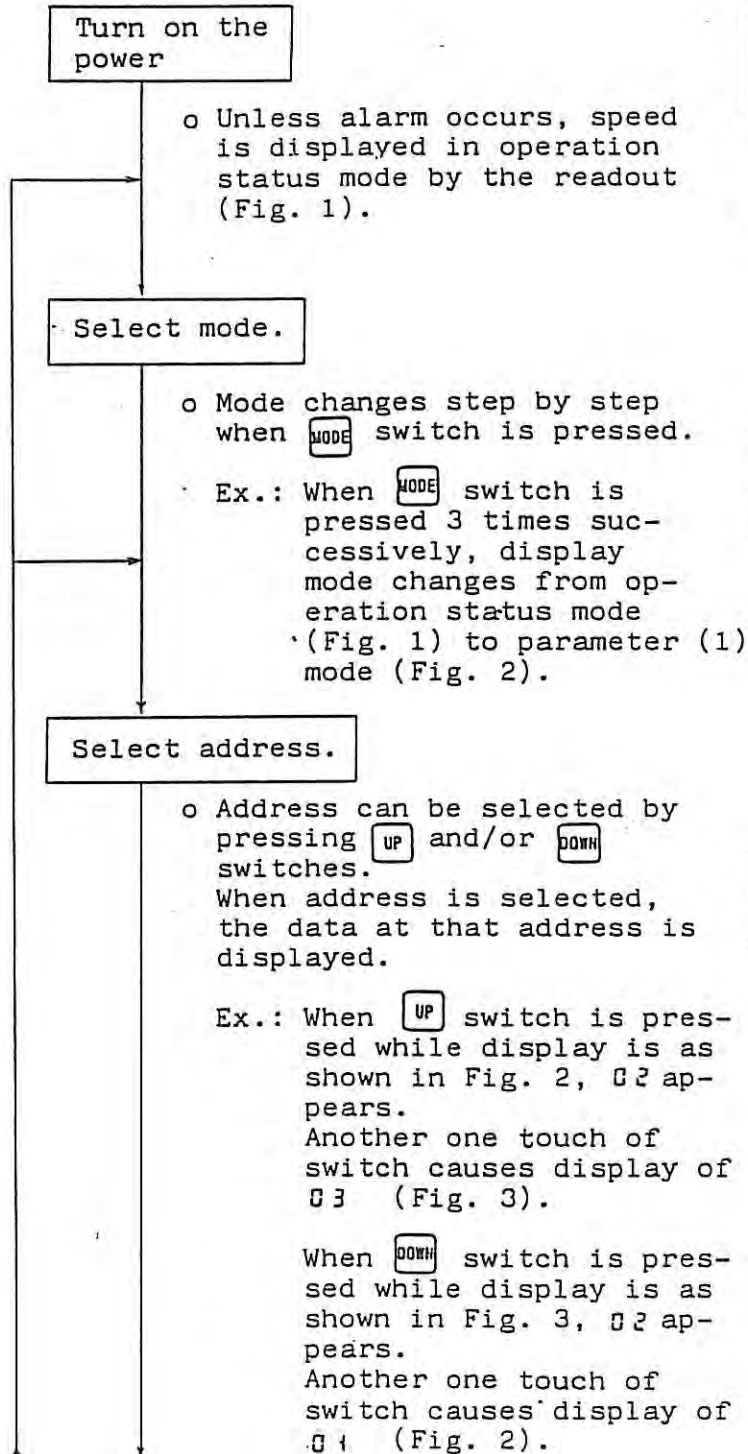 Turn on the
power
o Unless alarm occurs, speed
is displayed in operation
status mode by the readout
(Fig. 1).
Select mode.
o Mode changes step by step
when MODE switch is pressed.
Ex.: When MODE switch is
pressed 3 times suc-
cessively, display
mode changes from op-
eration status mode
(Fig. 1) to parameter (1)
mode (Fig. 2).
Select address.
o Address can be selected by
pressing UP and/or DOWN
switches.
When address is selected,
the data at that address is
displayed.
Ex.: When UP switch is pres-
sed while display is as
shown in Fig. 2, 02 ap-
pears.
Another one touch of
switch causes display of
03 (Fig. 3).
When DOWN switch is pres-
sed while display is as
shown in Fig. 3, 02 ap-
pears.
Another one touch of
switch causes display of
01 (Fig. 2).